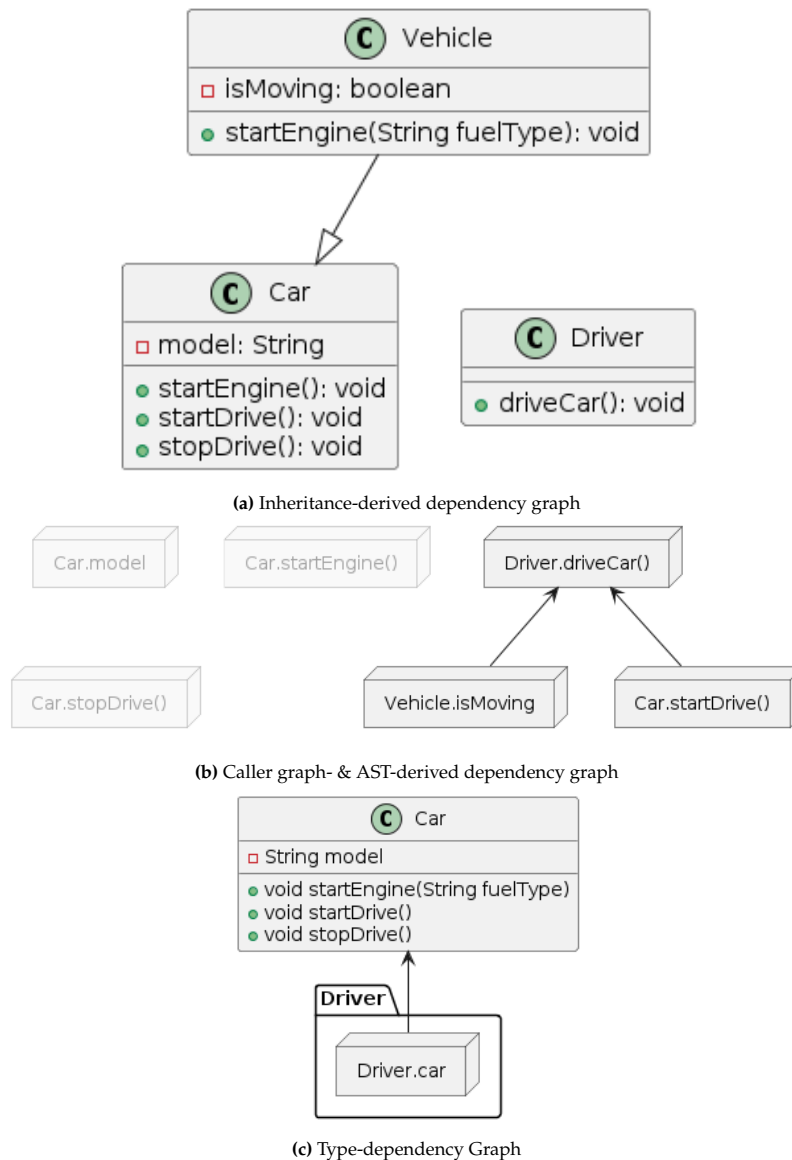 C Vehicle
isMoving: boolean
startEngine(String fuelType): void
C Car
model: String
startEngine(): void
startDrive(): void
stopDrive(): void
C Driver
driveCar(): void
(a) Inheritance-derived dependency graph
Car.model
Car.startEngine()
Driver.driveCar()
Car.stopDrive()
Vehicle.isMoving
Car.startDrive()
(b) Caller graph- & AST-derived dependency graph
C Car
String model
void startEngine(String fuelType)
void startDrive()
void stopDrive()
Driver
Driver.car
(c) Type-dependency Graph